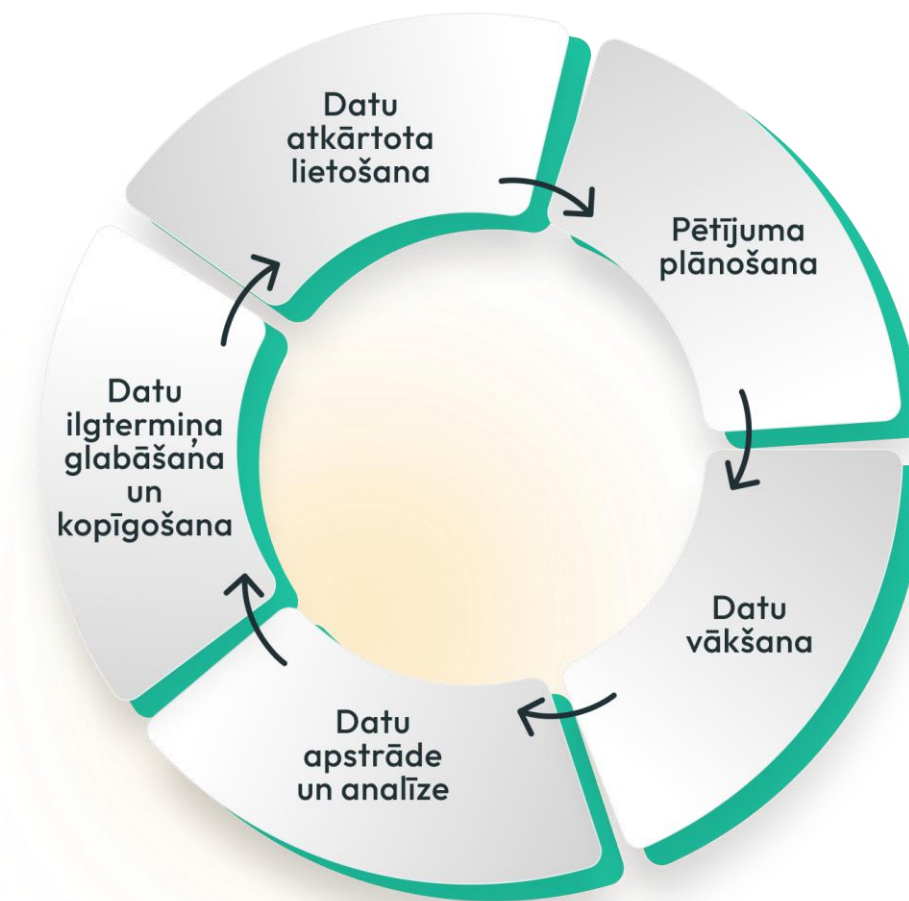 Datu
atkārtota
lietošana
Pētījuma
plānošana
Datu
vākšana
Datu
apstrāde
un analīze
Datu
ilgtermiņa
glabāšana
un
kopīgošana